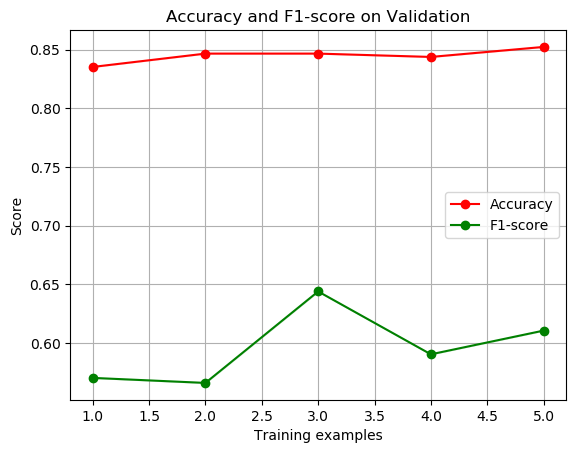 Accuracy and F1-score on Validation
0.85
0.80
0.75
0.70
0.65
0.60
Score
Accuracy
F1-score
1.0 1.5 2.0 2.5 3.0 3.5 4.0 4.5 5.0
Training examples